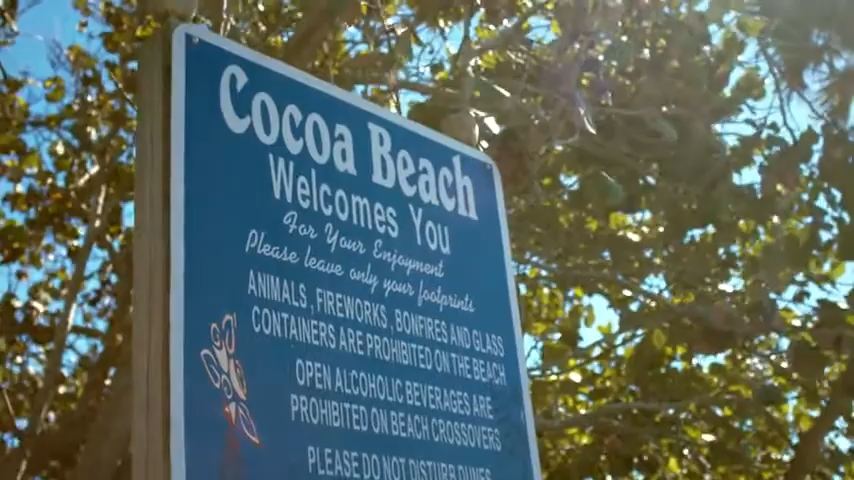 Cocoa Beach
Welcomes You
For Your Enjoyment
Please leave only your footprints
ANIMALS, FIREWORKS, BONFIRES AND GLASS
CONTAINERS ARE PROHIBITED ON THE BEACH
OPEN ALCOHOLIC BEVERAGES ARE
PROHIBITED ON BEACH CROSSOVERS
PLEASE DO NOT DISTURB DUNES